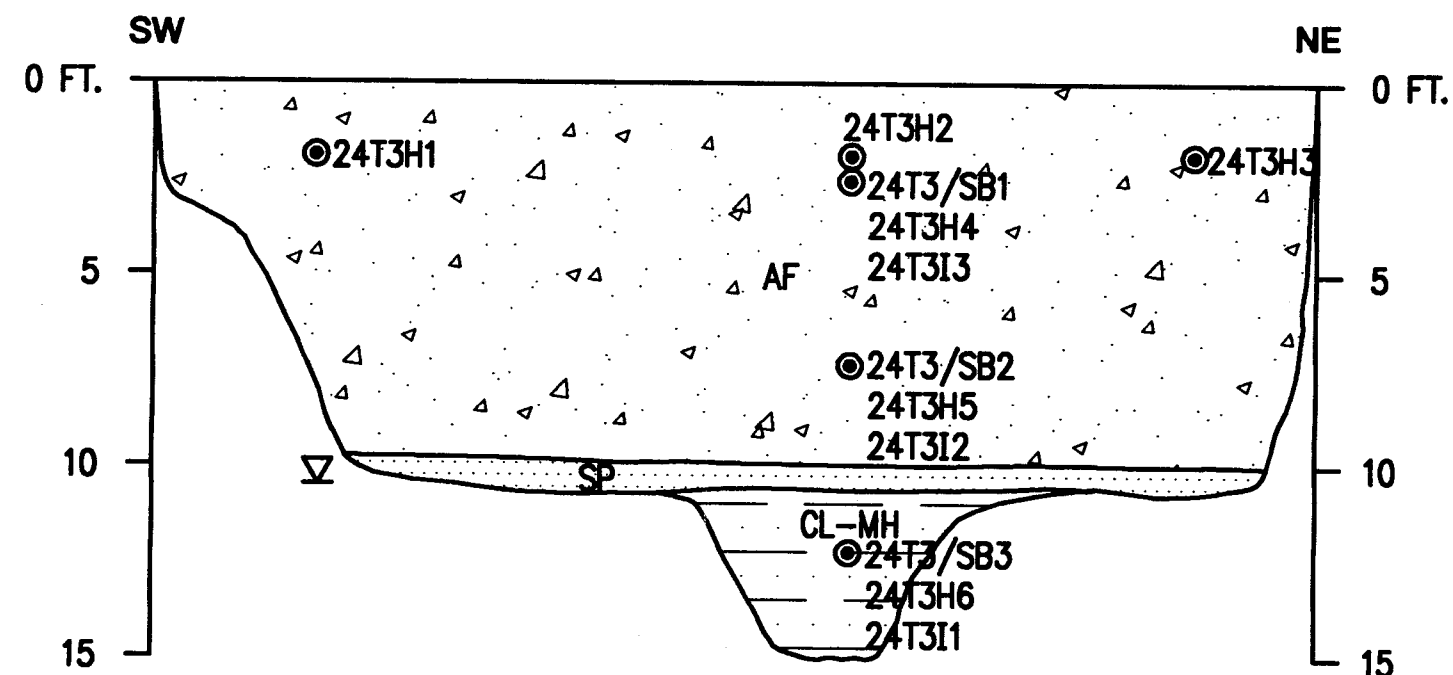 SW
NE
0 FT.
0 FT.
24T3H1
24T3H2
24T3H3
24T3/SB1
24T3H4
24T3I3
5
AF
5
24T3/SB2
24T3H5
24T3I2
10
SP
10
CL-MH
24T3/SB3
24T3H6
24T3I1
15
15